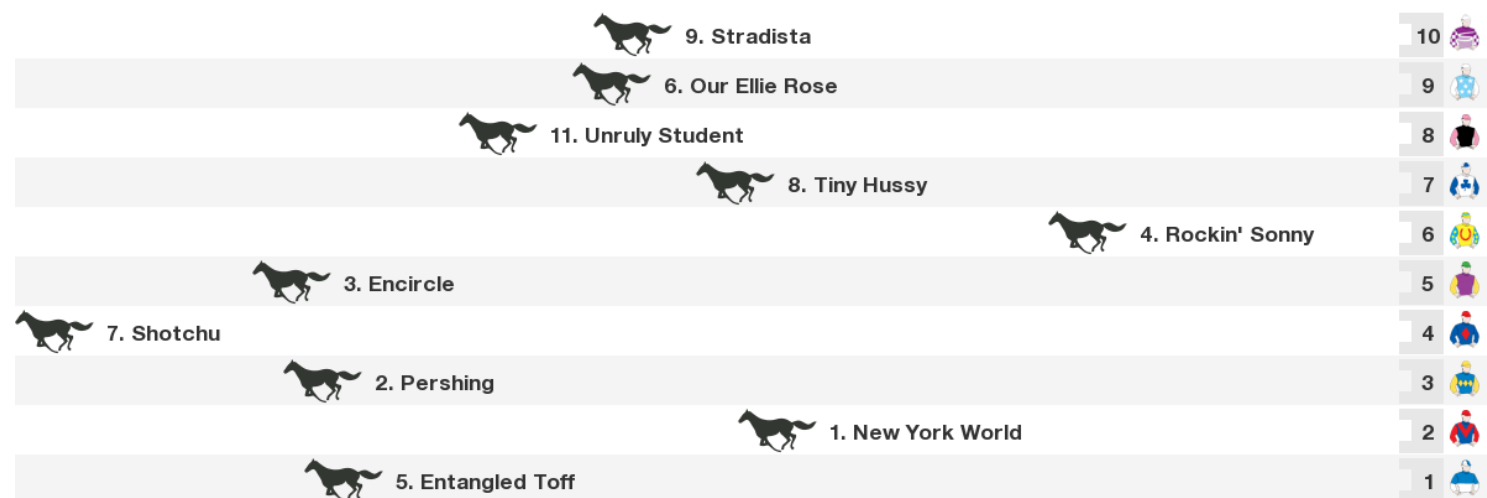 9. Stradista 10
6. Our Ellie Rose 9
11. Unruly Student 8
8. Tiny Hussy 7
4. Rockin' Sonny 6
3. Encircle 5
7. Shotchu 4
2. Pershing 3
1. New York World 2
5. Entangled Toff 1